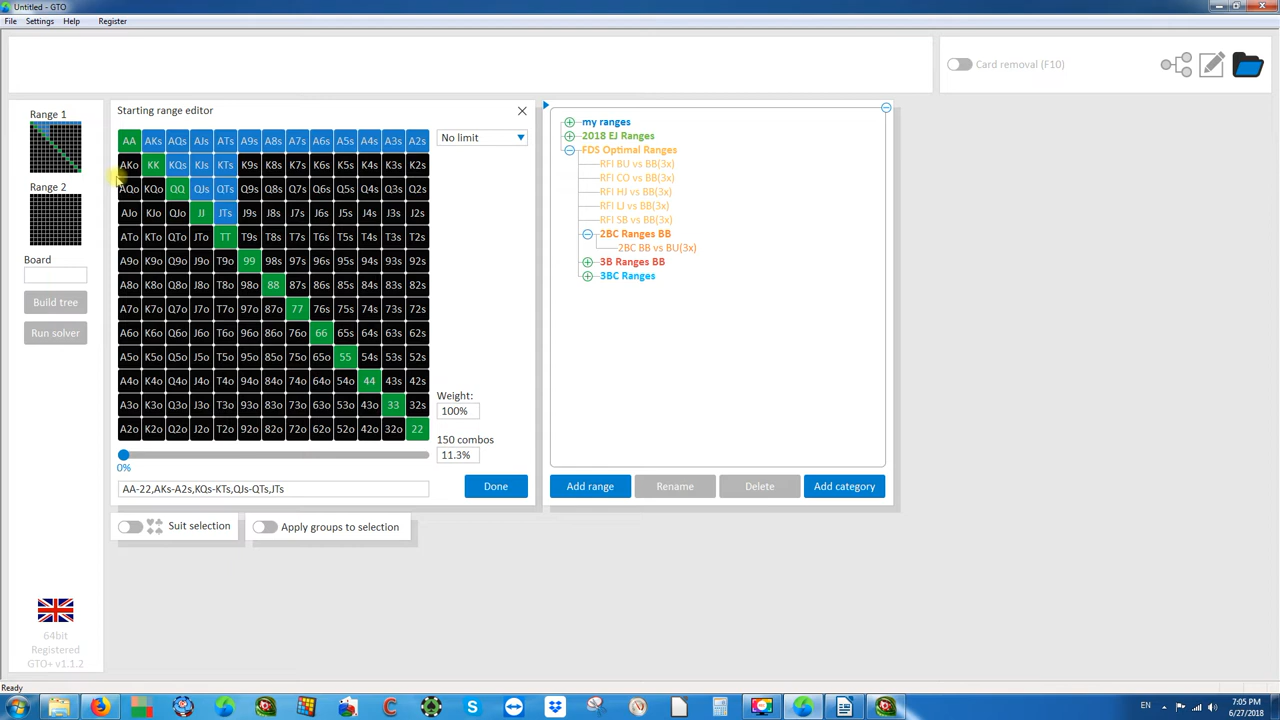 Untitled - GTO
File Settings Help Register
Card removal (F10)
Range 1
Range 2
Board
Build tree
Run solver
64bit
Registered
GTO+ v1.1.2
Starting range editor
AA AKs AQs AJs ATs A9s A8s A7s A6s A5s A4s A3s A2s
AKo KK KQs KJs KTs K9s K8s K7s K6s K5s K4s K3s K2s
AQo KQo QQ QJs QTs Q9s Q8s Q7s Q6s Q5s Q4s Q3s Q2s
AJo KJo QJo JJ JTs J9s J8s J7s J6s J5s J4s J3s J2s
ATo KTo QTo JTo TT T9s T8s T7s T6s T5s T4s T3s T2s
A9o K9o Q9o J9o T9o 99 98s 97s 96s 95s 94s 93s 92s
A8o K8o Q8o J8o T8o 98o 88 87s 86s 85s 84s 83s 82s
A7o K7o Q7o J7o T7o 97o 87o 77 76s 75s 74s 73s 72s
A6o K6o Q6o J6o T6o 96o 86o 76o 66 65s 64s 63s 62s
A5o K5o Q5o J5o T5o 95o 85o 75o 65o 55 54s 53s 52s
A4o K4o Q4o J4o T4o 94o 84o 74o 64o 54o 44 43s 42s
A3o K3o Q3o J3o T3o 93o 83o 73o 63o 53o 43o 33 32s
A2o K2o Q2o J2o T2o 92o 82o 72o 62o 52o 42o 32o 22
0%
AA-22,AKs-A2s,KQs-KTs,QJs-QTs,JTs
No limit
Weight:
100%
150 combos
11.3%
Done
Suit selection
Apply groups to selection
my ranges
2018 EJ Ranges
FDS Optimal Ranges
RFI BU vs BB(3x)
RFI CO vs BB(3x)
RFI HJ vs BB(3x)
RFI LJ vs BB(3x)
RFI SB vs BB(3x)
2BC Ranges BB
2BC BB vs BU(3x)
3B Ranges BB
3BC Ranges
Add range
Rename
Delete
Add category
Ready
EN
7:05 PM
6/27/2018